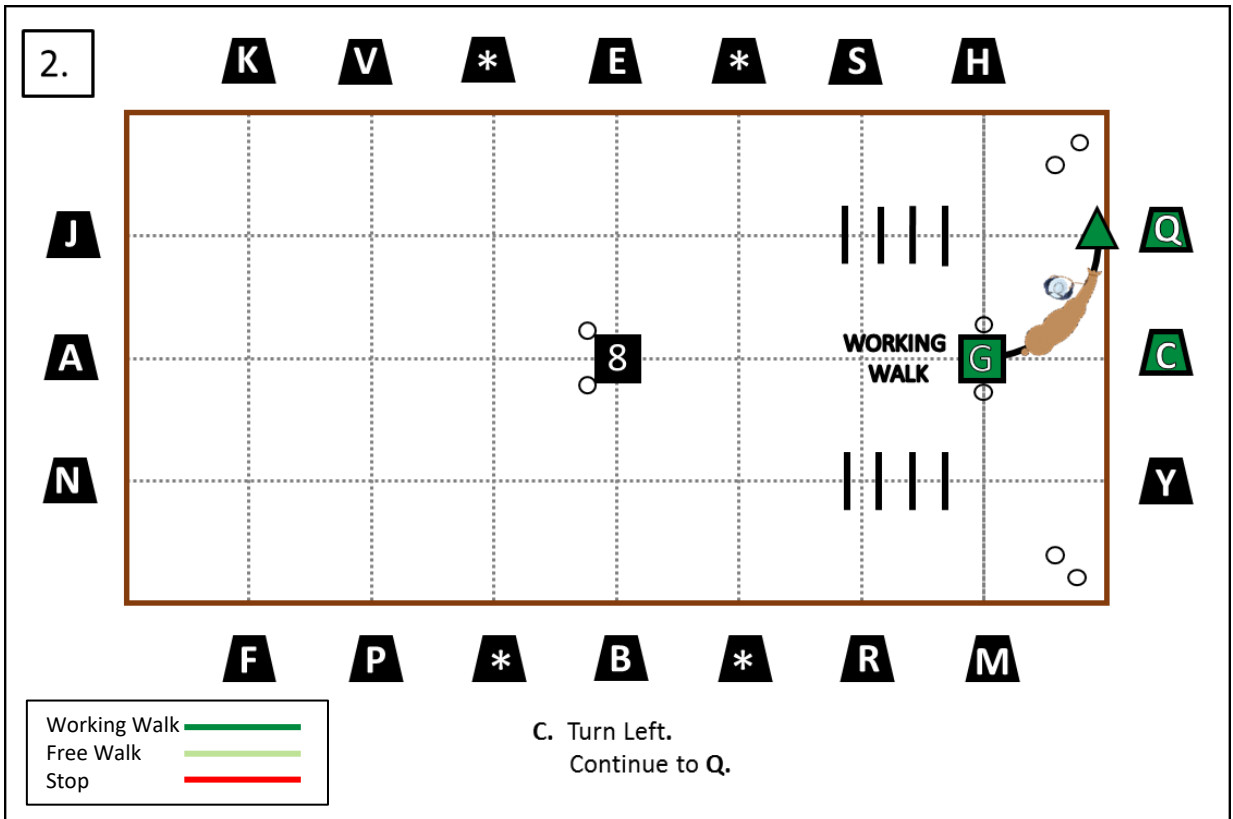 2.
K V * E * S H
J Q
WORKING
A 8 G C
WALK
N Y
F P * B * R M
Working Walk
Free Walk
Stop
C. Turn Left.
Continue to Q.